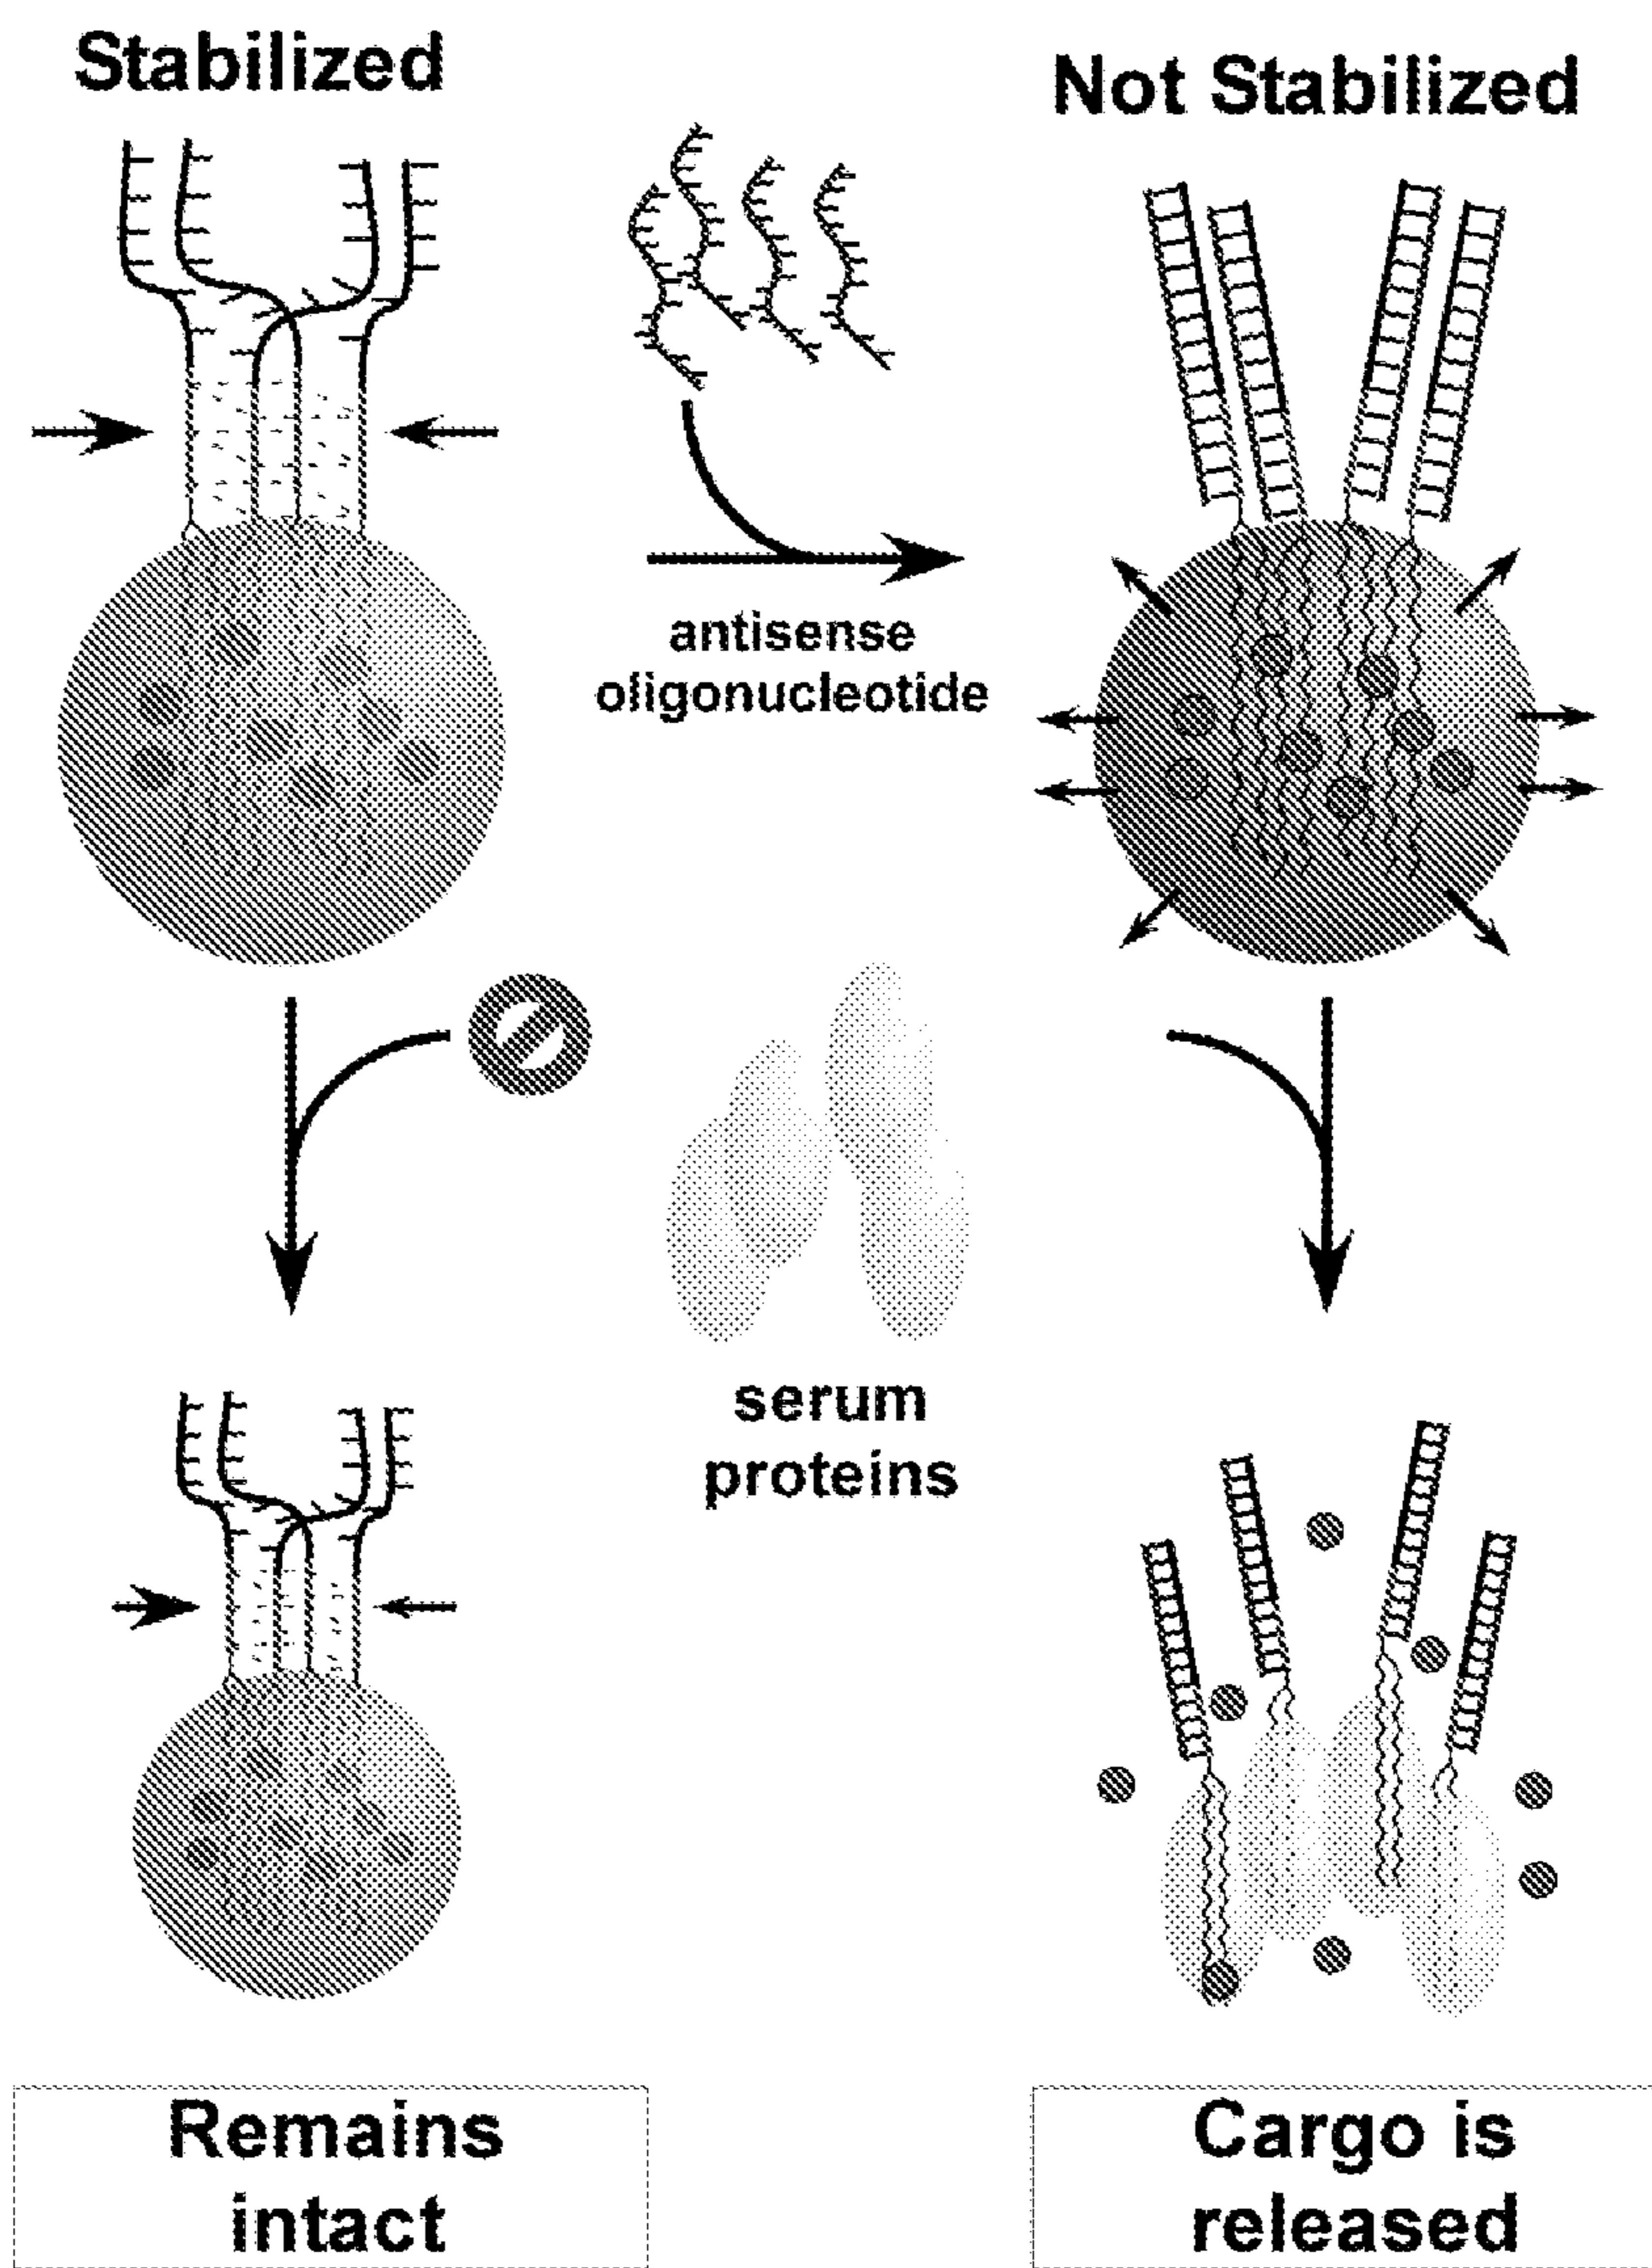 Stabilized
Not Stabilized
antisense
oligonucleotide
serum
proteins
Remains
intact
Cargo is
released